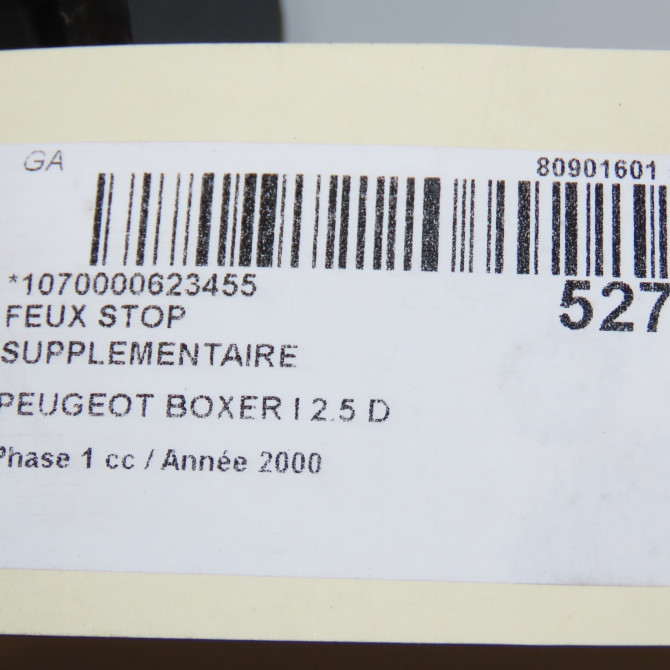 GA
80901601
*1070000623455
527
FEUX STOP
SUPPLEMENTAIRE
PEUGEOT BOXER I 2.5 D
Phase 1 cc / Année 2000